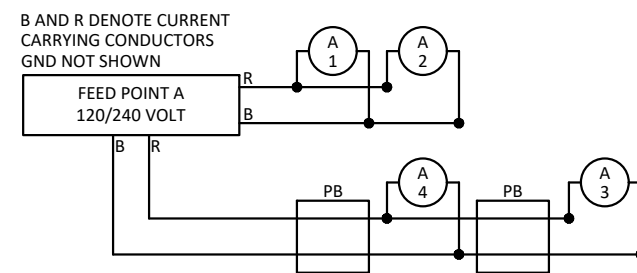 B AND R DENOTE CURRENT
CARRYING CONDUCTORS
GND NOT SHOWN
FEED POINT A
120/240 VOLT
R
B
A
1
A
2
B
R
PB
A
4
PB
A
3